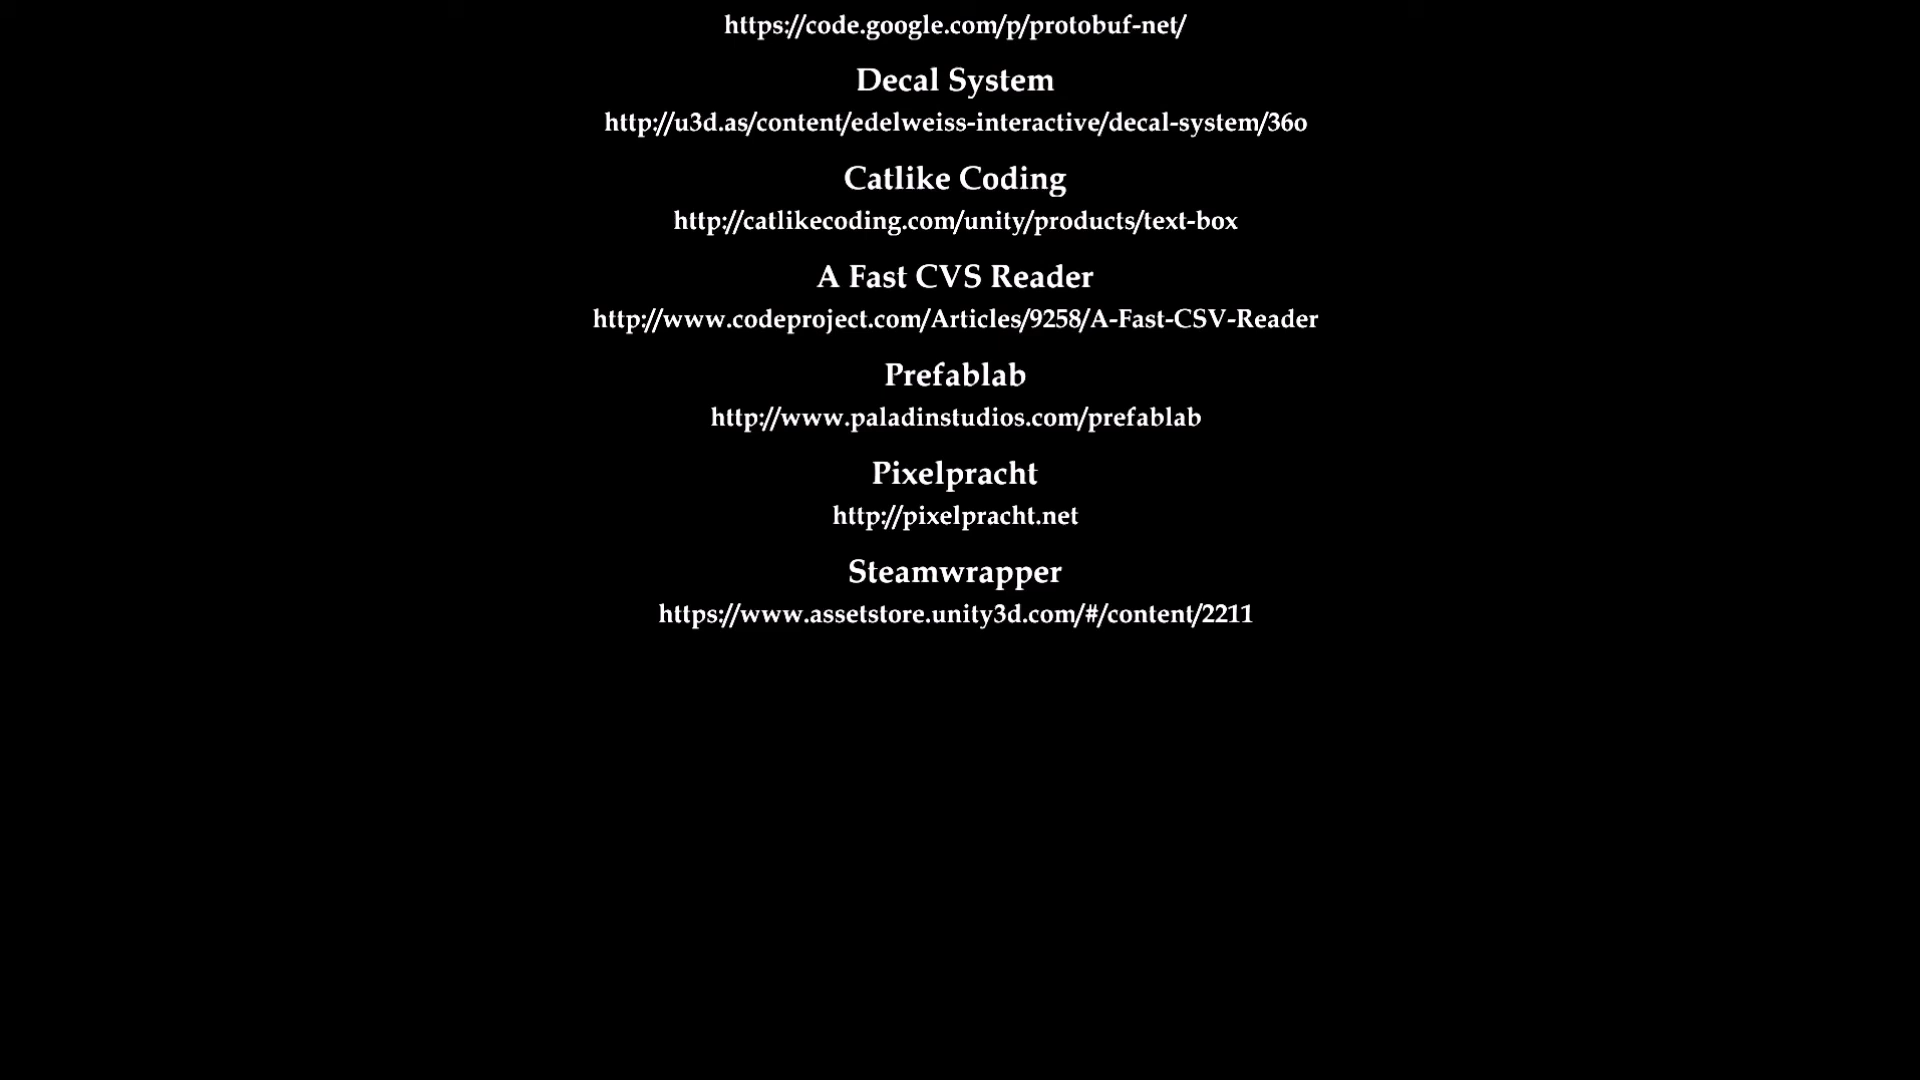 https://code.google.com/p/protobuf-net/
Decal System
http://u3d.as/content/edelweiss-interactive/decal-system/36o
Catlike Coding
http://catlikecoding.com/unity/products/text-box
A Fast CVS Reader
http://www.codeproject.com/Articles/9258/A-Fast-CSV-Reader
Prefablab
http://www.paladinstudios.com/prefablab
Pixelpracht
http://pixelpracht.net
Steamwrapper
https://www.assetstore.unity3d.com/#/content/2211